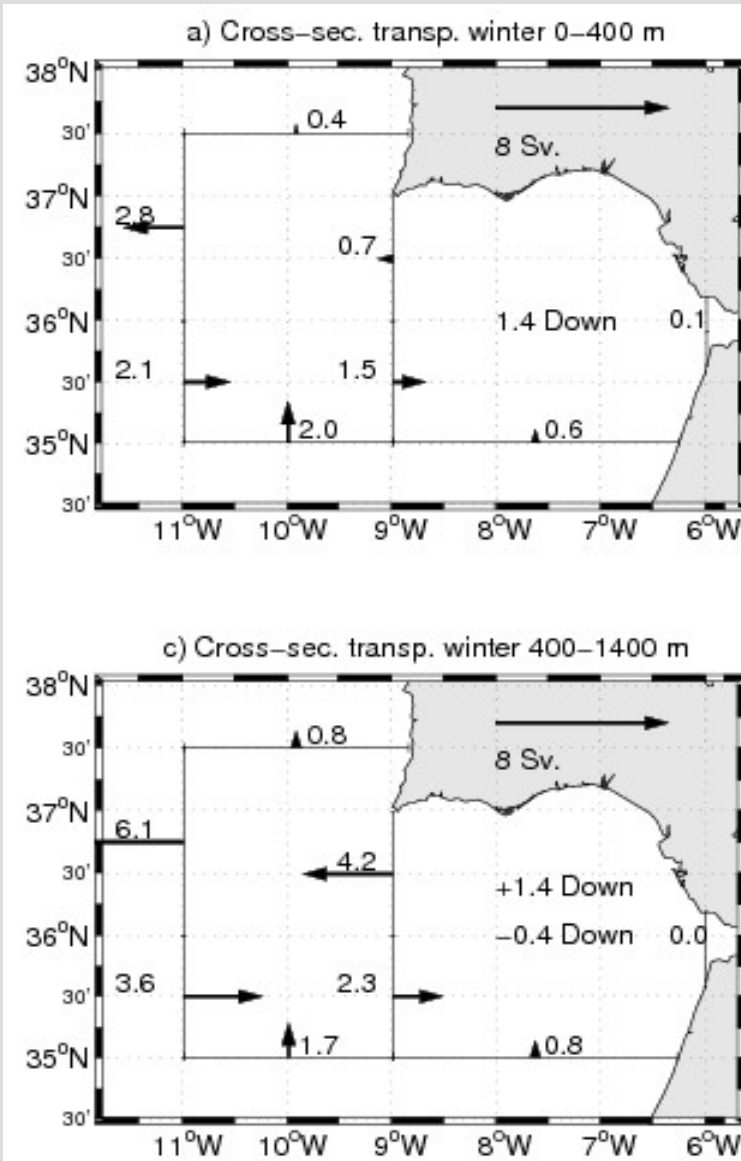 a) Cross−sec. transp. winter 0−400 m
38°N
0.4
30'
8 Sv.
37°N
2.8
0.7
30'
36°N
1.4 Down
0.1
2.1
1.5
30'
35°N
2.0
0.6
30'
11°W 10°W 9°W 8°W 7°W 6°W
c) Cross−sec. transp. winter 400−1400 m
38°N
0.8
30'
8 Sv.
37°N
6.1
4.2
30'
+1.4 Down
36°N
−0.4 Down
0.0
3.6
2.3
30'
35°N
1.7
0.8
30'
11°W 10°W 9°W 8°W 7°W 6°W